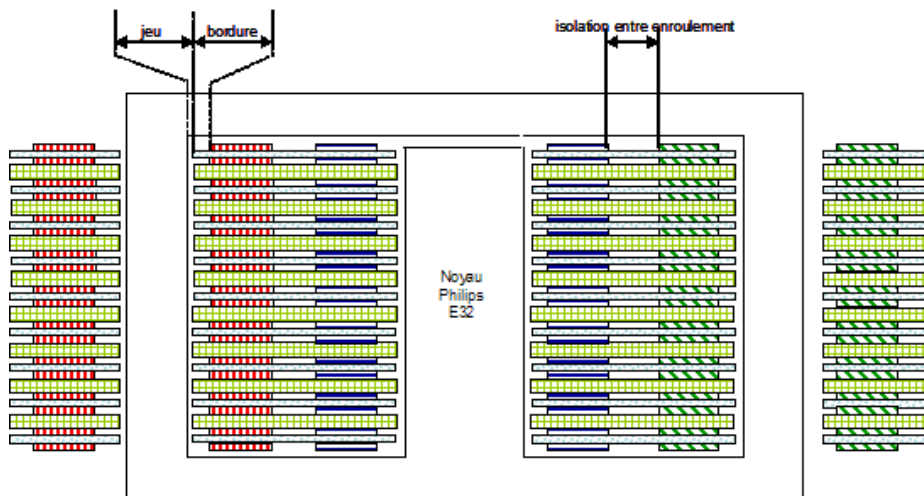 jeu
bordure
isolation entre enroulement
Noyau
Philips
E32